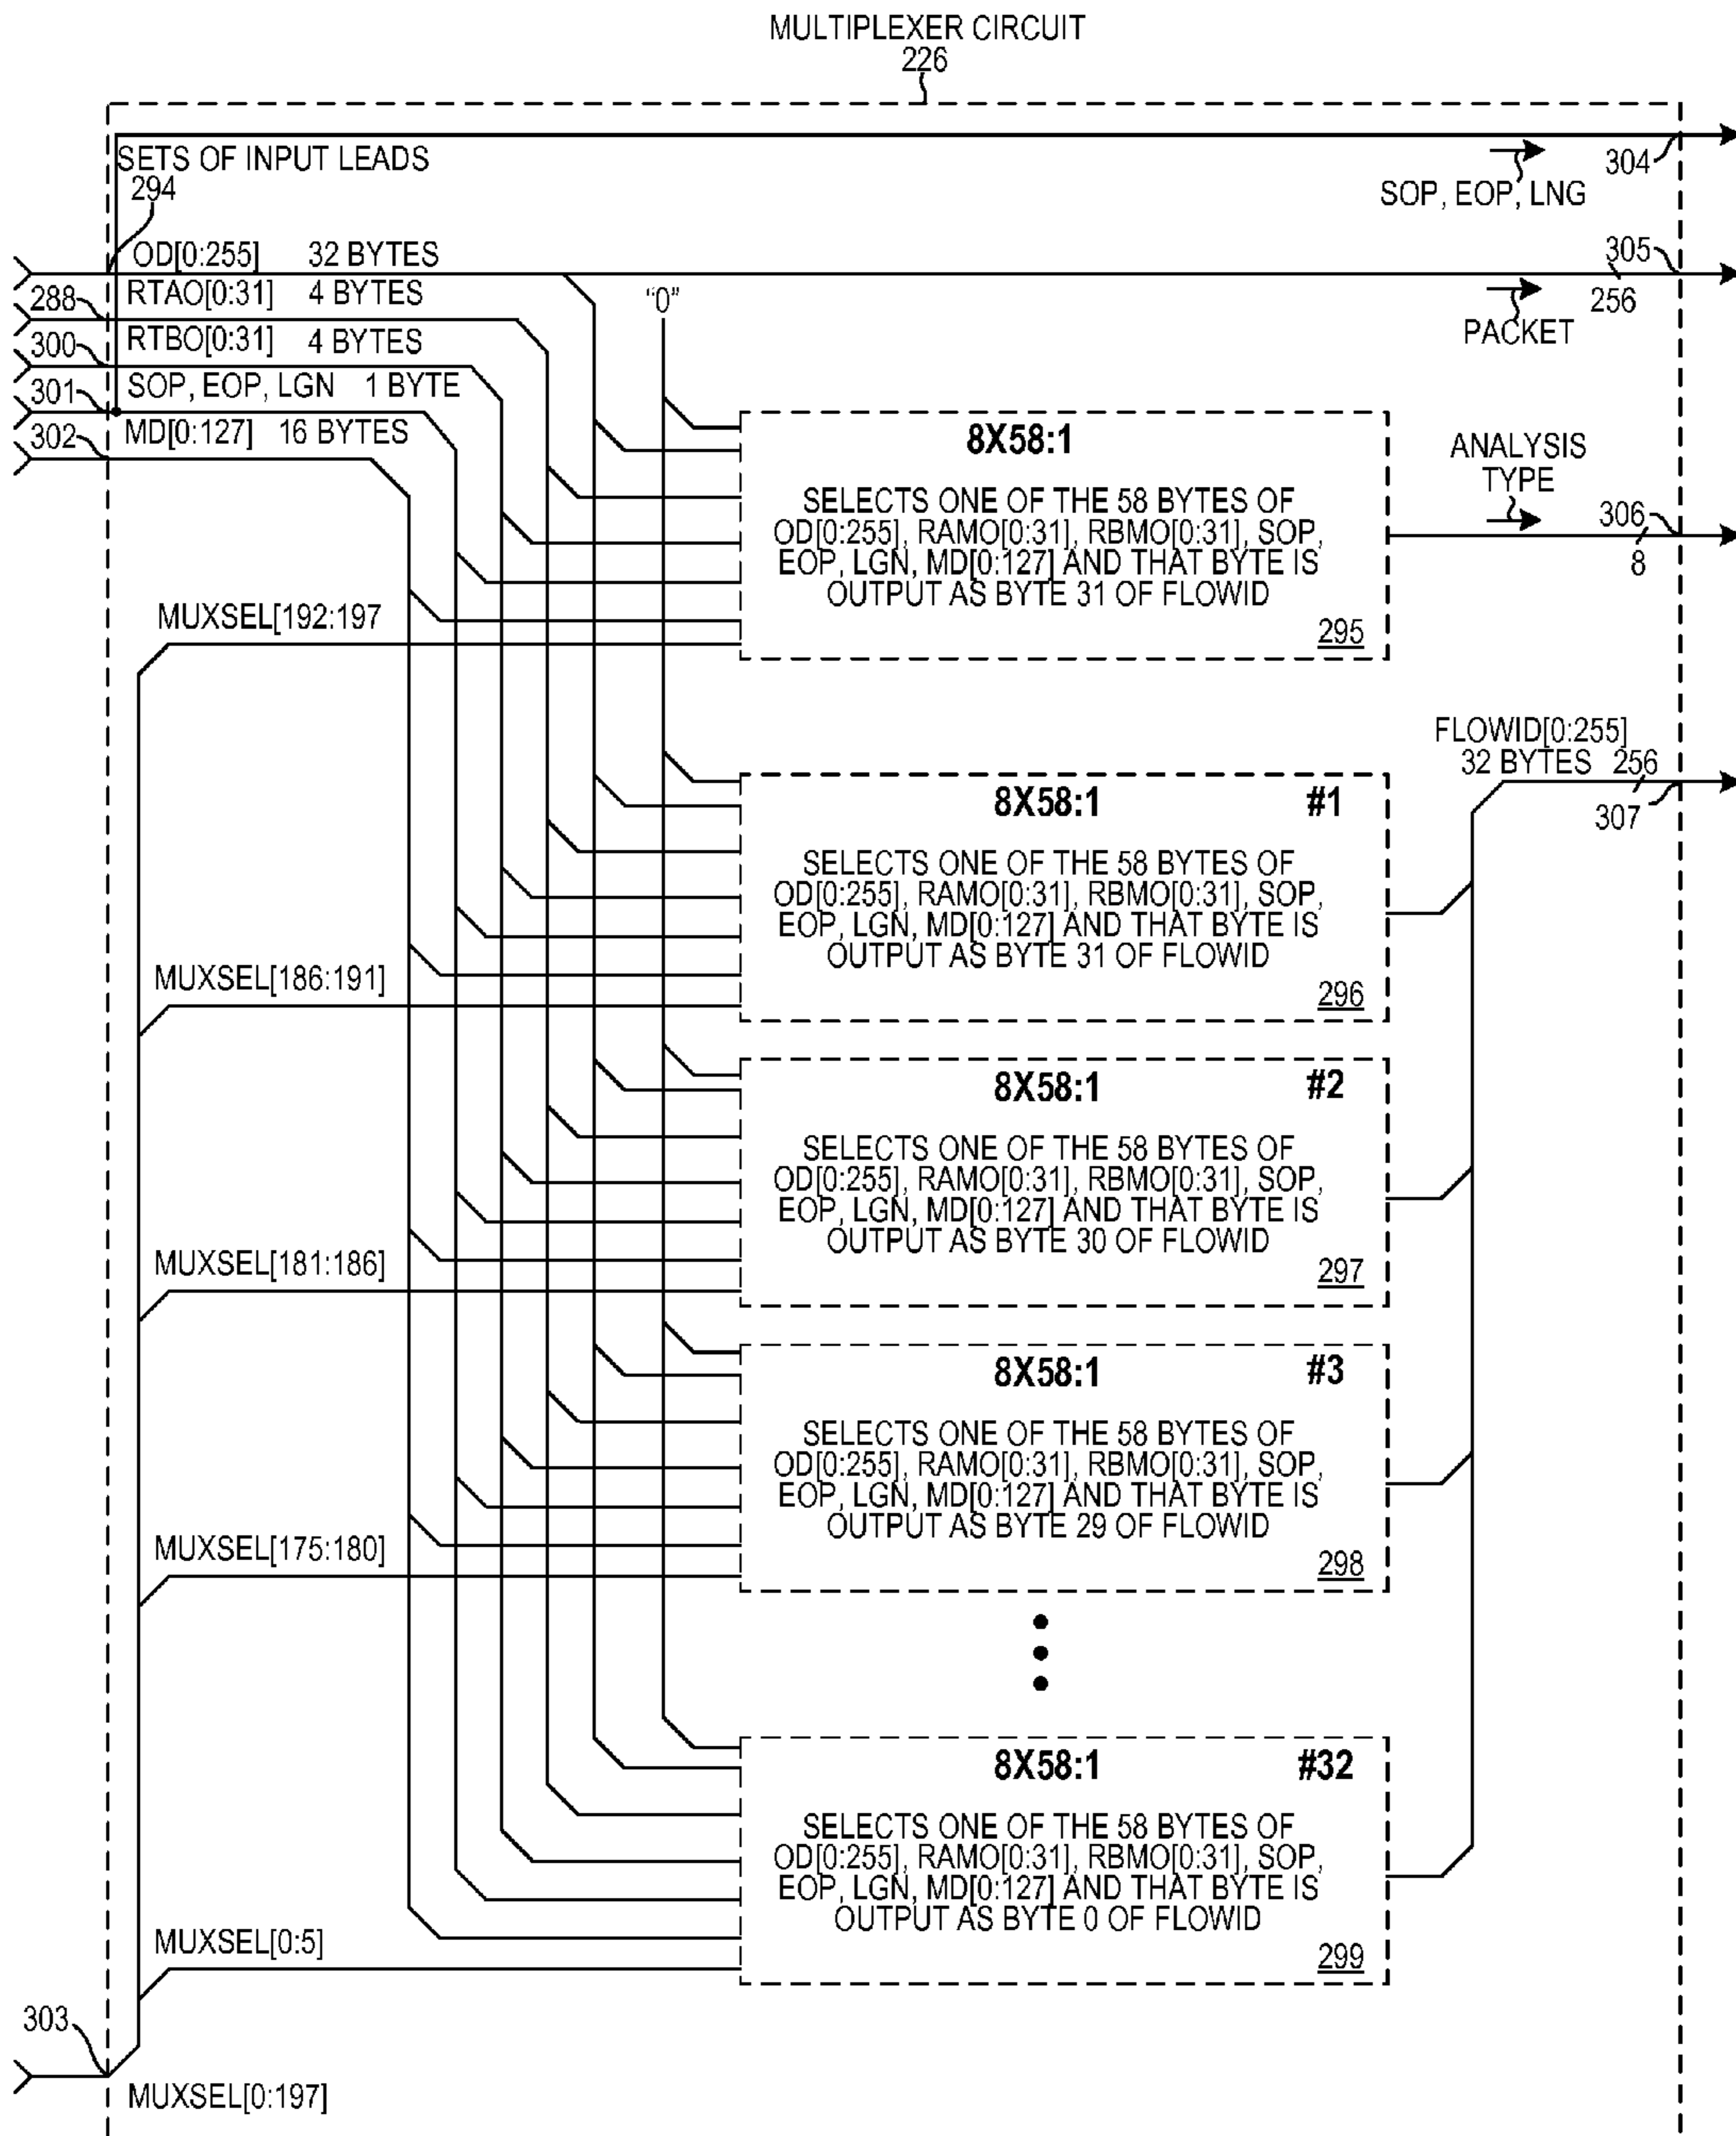 MULTIPLEXER CIRCUIT
226
SETS OF INPUT LEADS
294
304
SOP, EOP, LNG
OD[0:255] 32 BYTES
305
288
RTAO[0:31] 4 BYTES
"0"
256
PACKET
300
RTBO[0:31] 4 BYTES
301
SOP, EOP, LGN 1 BYTE
302
MD[0:127] 16 BYTES
8X58:1
SELECTS ONE OF THE 58 BYTES OF
OD[0:255], RAMO[0:31], RBMO[0:31], SOP,
EOP, LGN, MD[0:127] AND THAT BYTE IS
OUTPUT AS BYTE 31 OF FLOWID
295
ANALYSIS
TYPE
306
8
MUXSEL[192:197
FLOWID[0:255]
32 BYTES 256
307
8X58:1 #1
SELECTS ONE OF THE 58 BYTES OF
OD[0:255], RAMO[0:31], RBMO[0:31], SOP,
EOP, LGN, MD[0:127] AND THAT BYTE IS
OUTPUT AS BYTE 31 OF FLOWID
296
MUXSEL[186:191]
8X58:1 #2
SELECTS ONE OF THE 58 BYTES OF
OD[0:255], RAMO[0:31], RBMO[0:31], SOP,
EOP, LGN, MD[0:127] AND THAT BYTE IS
OUTPUT AS BYTE 30 OF FLOWID
297
MUXSEL[181:186]
8X58:1 #3
SELECTS ONE OF THE 58 BYTES OF
OD[0:255], RAMO[0:31], RBMO[0:31], SOP,
EOP, LGN, MD[0:127] AND THAT BYTE IS
OUTPUT AS BYTE 29 OF FLOWID
298
MUXSEL[175:180]
8X58:1 #32
SELECTS ONE OF THE 58 BYTES OF
OD[0:255], RAMO[0:31], RBMO[0:31], SOP,
EOP, LGN, MD[0:127] AND THAT BYTE IS
OUTPUT AS BYTE 0 OF FLOWID
299
MUXSEL[0:5]
303
MUXSEL[0:197]